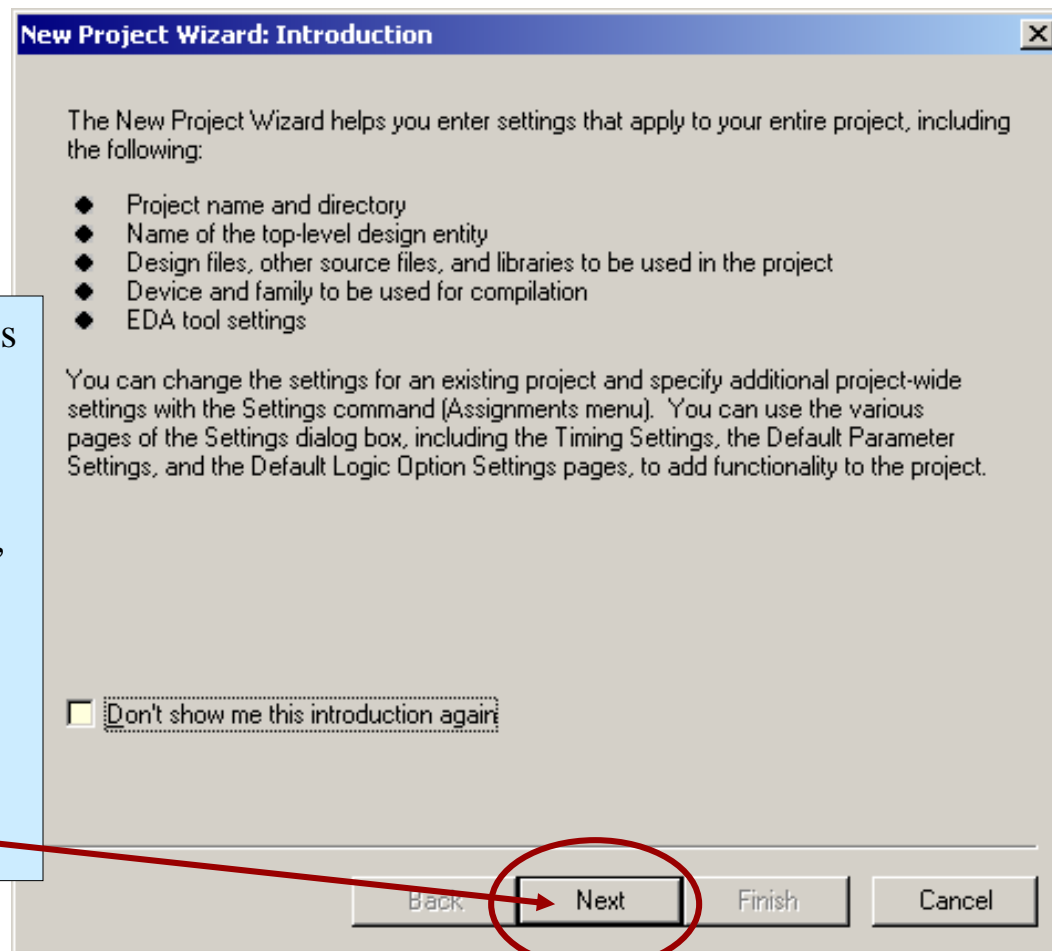 New Project Wizard: Introduction
The New Project Wizard helps you enter settings that apply to your entire project, including
the following:
Project name and directory
Name of the top-level design entity
Design files, other source files, and libraries to be used in the project
Device and family to be used for compilation
EDA tool settings
You can change the settings for an existing project and specify additional project-wide
settings with the Settings command (Assignments menu). You can use the various
pages of the Settings dialog box, including the Timing Settings, the Default Parameter
Settings, and the Default Logic Option Settings pages, to add functionality to the project.
Don't show me this introduction again
Back Next Finish Cancel